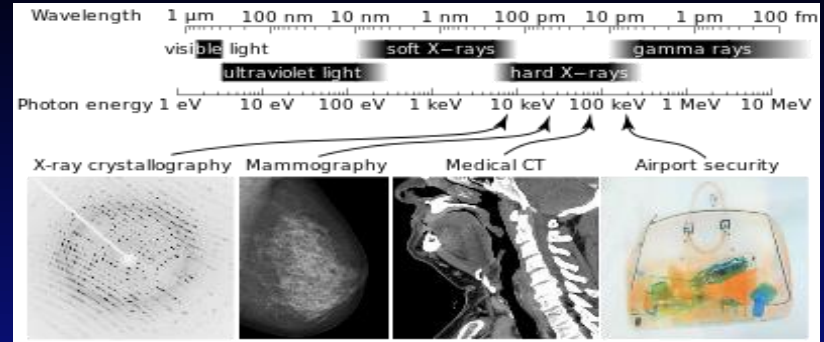 Wavelength 1 μm 100 nm 10 nm 1 nm 100 pm 10 pm 1 pm 100 fm
visible light soft X−rays gamma rays
ultraviolet light hard X−rays
Photon energy 1 eV 10 eV 100 eV 1 keV 10 keV 100 keV 1 MeV 10 MeV
X-ray crystallography Mammography Medical CT Airport security